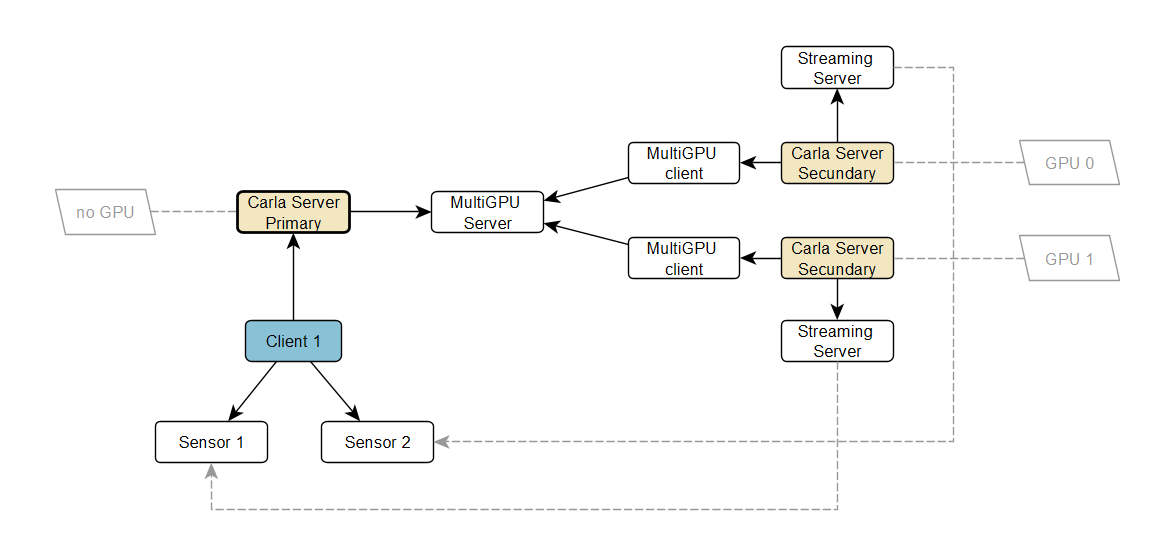 Streaming
Server
MultiGPU
client
Carla Server
Secundary
GPU 0
no GPU
Carla Server
Primary
MultiGPU
Server
MultiGPU
client
Carla Server
Secundary
GPU 1
Client 1
Streaming
Server
Sensor 1
Sensor 2